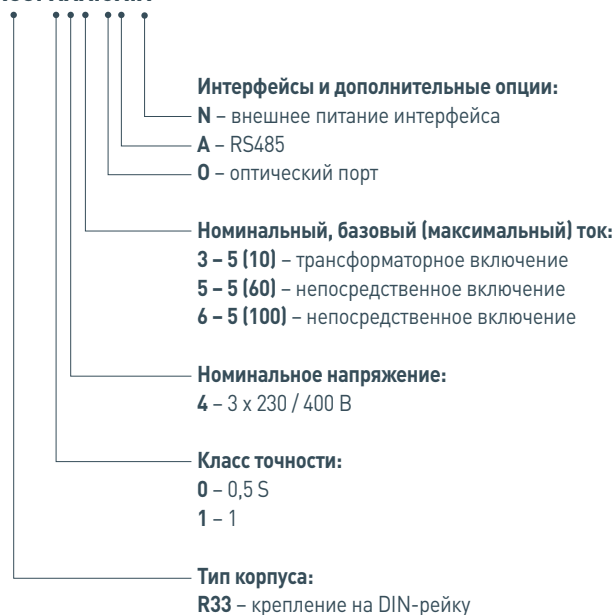 Интерфейсы и дополнительные опции:
N – внешнее питание интерфейса
A – RS485
O – оптический порт
Номинальный, базовый (максимальный) ток:
3 – 5 (10) – трансформаторное включение
5 – 5 (60) – непосредственное включение
6 – 5 (100) – непосредственное включение
Номинальное напряжение:
4 – 3 x 230 / 400 В
Класс точности:
0 – 0,5 S
1 – 1
Тип корпуса:
R33 – крепление на DIN-рейку